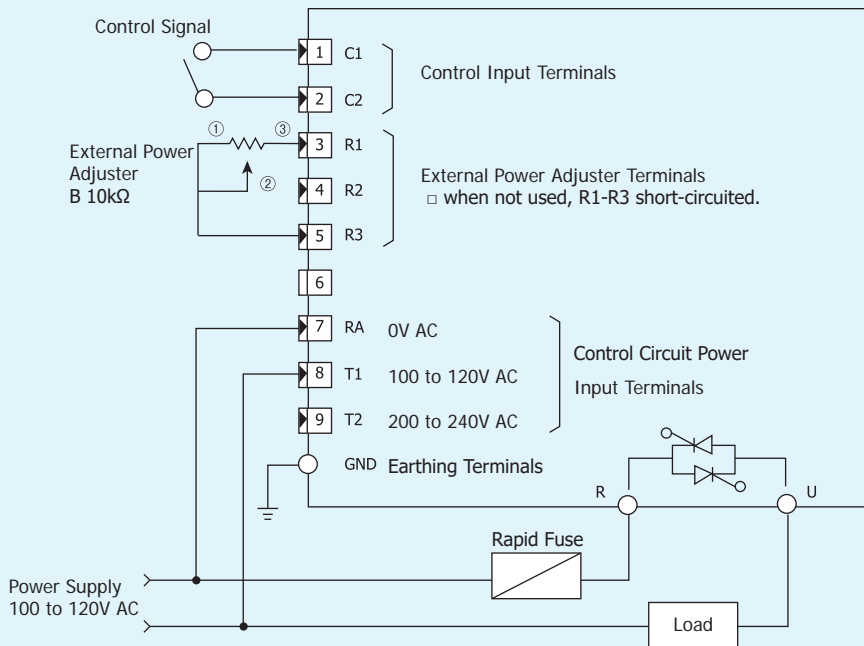 Control Signal
1 C1
2 C2
Control Input Terminals
① ③
②
External Power
Adjuster
B 10kΩ
3 R1
4 R2
5 R3
External Power Adjuster Terminals
□ when not used, R1-R3 short-circuited.
6
7 RA 0V AC
8 T1 100 to 120V AC
9 T2 200 to 240V AC
Control Circuit Power
Input Terminals
GND Earthing Terminals
R
U
Rapid Fuse
Power Supply
100 to 120V AC
Load